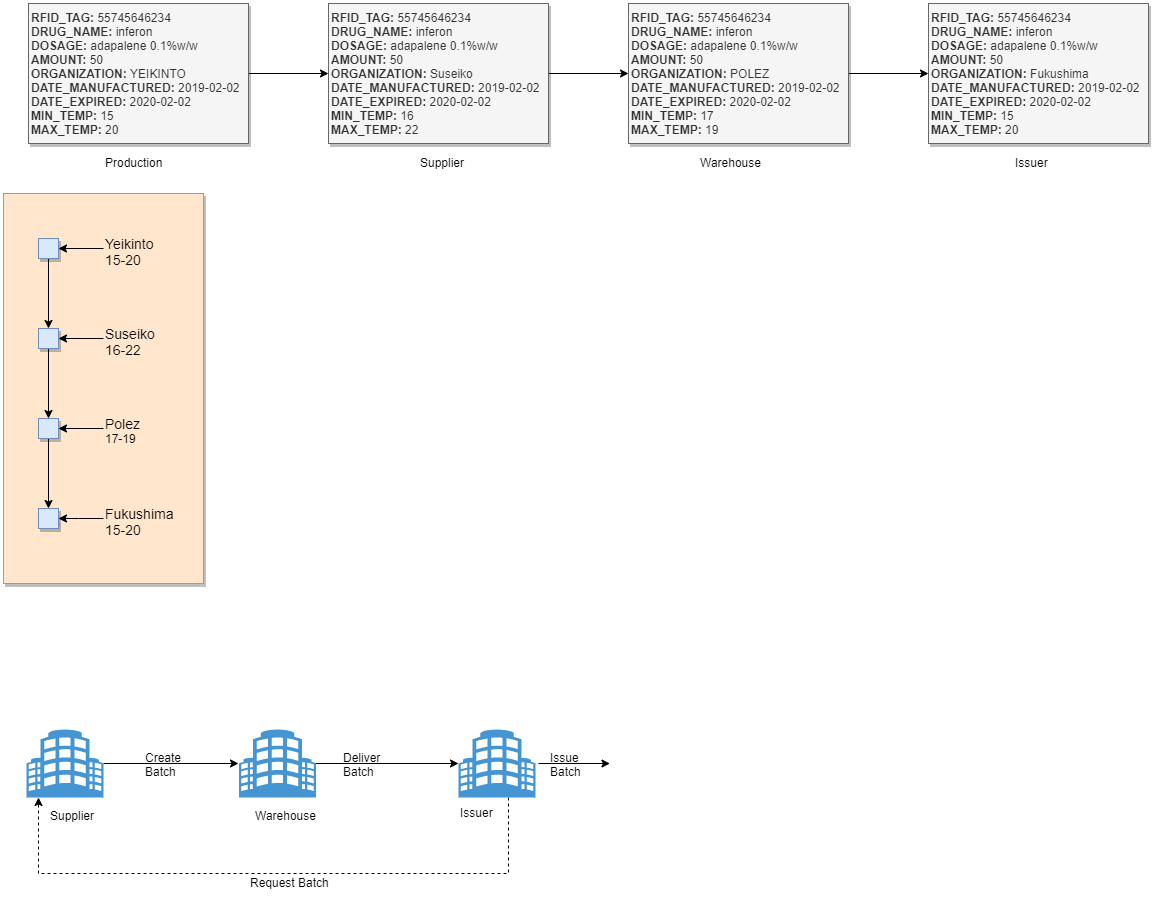 RFID_TAG: 55745646234
DRUG_NAME: inferon
DOSAGE: adapalene 0.1%w/w
AMOUNT: 50
ORGANIZATION: YEIKINTO
DATE_MANUFACTURED: 2019-02-02
DATE_EXPIRED: 2020-02-02
MIN_TEMP: 15
MAX_TEMP: 20
Production
RFID_TAG: 55745646234
DRUG_NAME: inferon
DOSAGE: adapalene 0.1%w/w
AMOUNT: 50
ORGANIZATION: Suseiko
DATE_MANUFACTURED: 2019-02-02
DATE_EXPIRED: 2020-02-02
MIN_TEMP: 16
MAX_TEMP: 22
Supplier
RFID_TAG: 55745646234
DRUG_NAME: inferon
DOSAGE: adapalene 0.1%w/w
AMOUNT: 50
ORGANIZATION: POLEZ
DATE_MANUFACTURED: 2019-02-02
DATE_EXPIRED: 2020-02-02
MIN_TEMP: 17
MAX_TEMP: 19
Warehouse
RFID_TAG: 55745646234
DRUG_NAME: inferon
DOSAGE: adapalene 0.1%w/w
AMOUNT: 50
ORGANIZATION: Fukushima
DATE_MANUFACTURED: 2019-02-02
DATE_EXPIRED: 2020-02-02
MIN_TEMP: 15
MAX_TEMP: 20
Issuer
Yeikinto
15-20
Suseiko
16-22
Polez
17-19
Fukushima
15-20
Create
Batch
Deliver
Batch
Issue
Batch
Supplier
Warehouse
Issuer
Request Batch